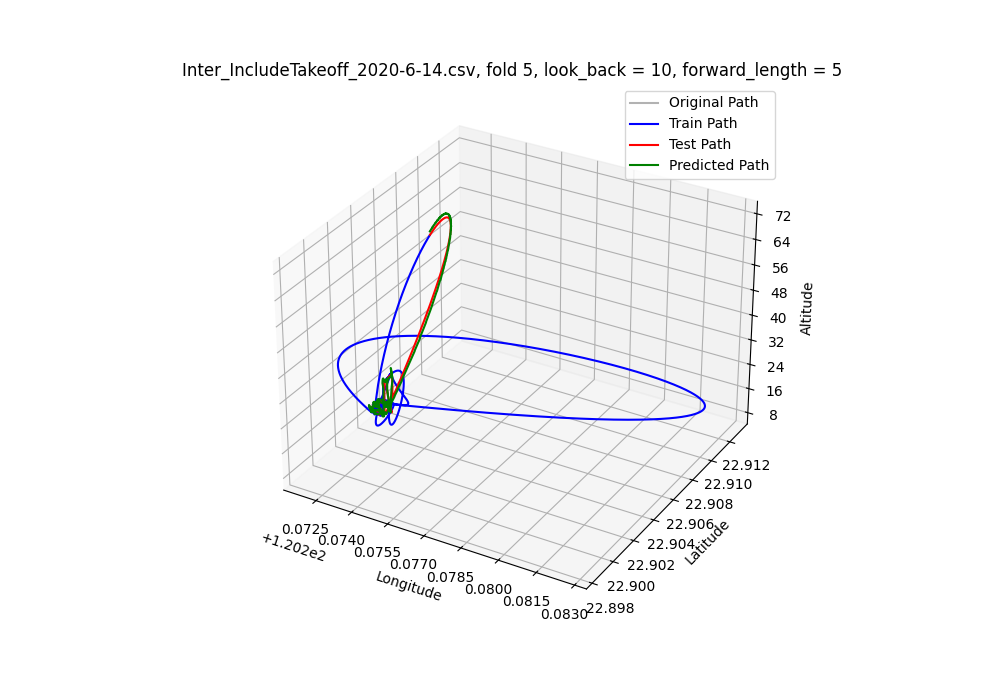 Inter_IncludeTakeoff_2020-6-14.csv, fold 5, look_back = 10, forward_length = 5
Original Path
Train Path
Test Path
Predicted Path
72
64
56
48
40
32
24
16
8
Altitude
22.912
22.910
22.908
22.906
22.904
22.902
22.900
22.898
Latitude
0.0725
0.0740
0.0755
0.0770
0.0785
0.0800
0.0815
0.0830
+1.202e2
Longitude